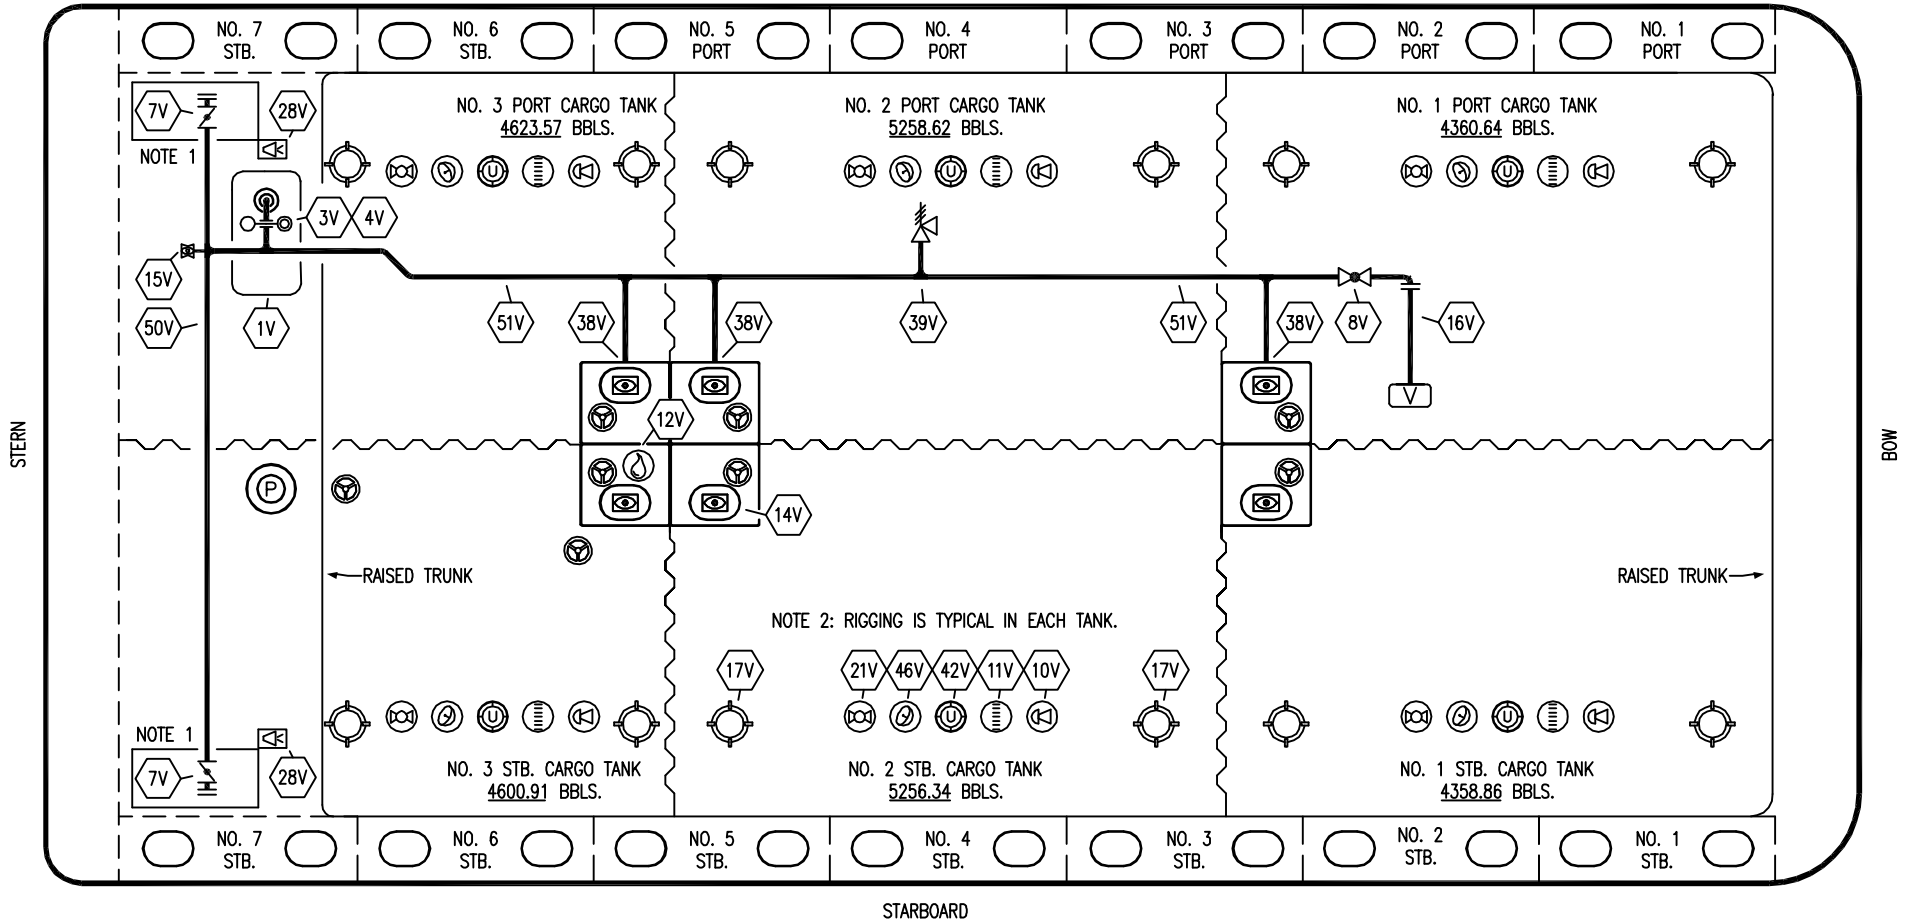 NO. 7
STB.
NO. 6
STB.
NO. 5
PORT
NO. 4
PORT
NO. 3
PORT
NO. 2
PORT
NO. 1
PORT
7V
28V
NOTE 1
NO. 3 PORT CARGO TANK
4623.57 BBLS.
NO. 2 PORT CARGO TANK
5258.62 BBLS.
NO. 1 PORT CARGO TANK
4360.64 BBLS.
U
U
U
3V
4V
15V
50V
1V
51V
38V
38V
39V
51V
38V
8V
16V
V
12V
STERN
BOW
P
14V
RAISED TRUNK
RAISED TRUNK
NOTE 2: RIGGING IS TYPICAL IN EACH TANK.
17V
21V
46V
42V
11V
10V
17V
U
U
U
NOTE 1
7V
28V
NO. 3 STB. CARGO TANK
4600.91 BBLS.
NO. 2 STB. CARGO TANK
5256.34 BBLS.
NO. 1 STB. CARGO TANK
4358.86 BBLS.
NO. 7
STB.
NO. 6
STB.
NO. 5
STB.
NO. 4
STB.
NO. 3
STB.
NO. 2
STB.
NO. 1
STB.
STARBOARD